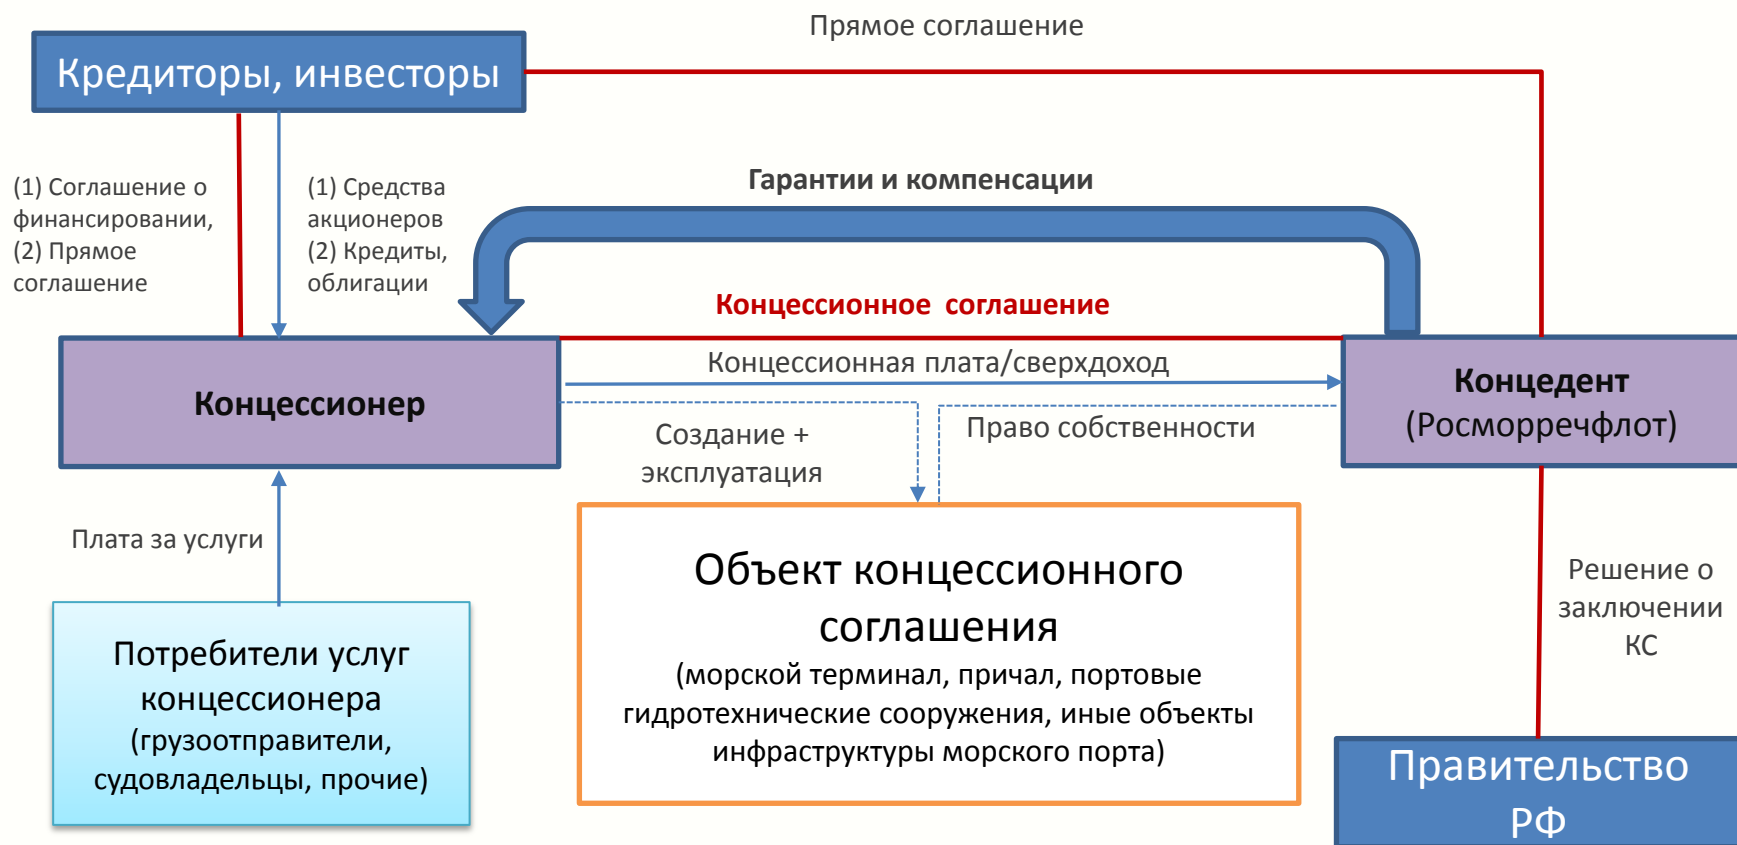 Прямое соглашение
Кредиторы, инвесторы
(1) Соглашение о
финансировании,
(2) Прямое
соглашение
(1) Средства
акционеров
(2) Кредиты,
облигации
Гарантии и компенсации
Концессионное соглашение
Концессионная плата/сверхдоход
Концессионер
Концедент
(Росморречфлот)
Создание +
эксплуатация
Право собственности
Плата за услуги
Объект концессионного
соглашения
(морской терминал, причал, портовые
гидротехнические сооружения, иные объекты
инфраструктуры морского порта)
Решение о
заключении
КС
Потребители услуг
концессионера
(грузоотправители,
судовладельцы, прочие)
Правительство
РФ